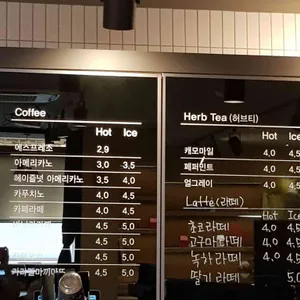 Coffee
Hot Ice
에스프레소 2,9
아메리카노 3,0 3,5
헤이즐넛 아메리카노 3,5 4,0
카푸치노 4,0 4,5
카페라떼 4,0 4,5
4,5 5,0
4,5 5,0
4,5 5,0
Herb Tea (허브티)
Hot Ice
캐모마일 4,0 4,5
페퍼민트 4,0 4,5
얼그레이 4,0 4,5
Latte (라떼)
Hot Ice
초코라떼 4.0 4.5
고구마라떼 4.0 4.5
녹차라떼 4.0 4.5
딸기라떼 5.0